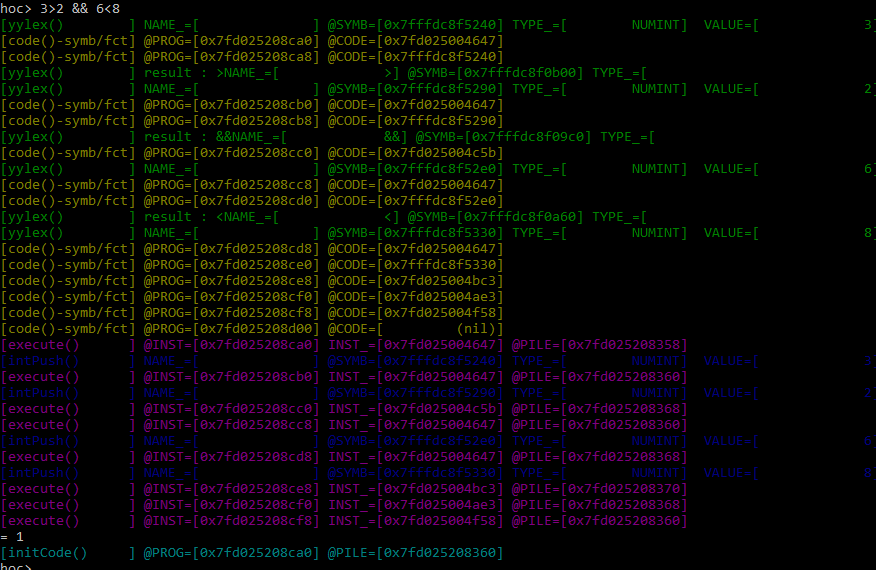 hoc> 3>2 && 6<8
[yylex()        ] NAME_=[              ] @SYMB=[0x7fffdc8f5240] TYPE_=[        NUMINT]  VALUE=[             3]
[code()-symb/fct] @PROG=[0x7fd025208ca0] @CODE=[0x7fd025004647]
[code()-symb/fct] @PROG=[0x7fd025208ca8] @CODE=[0x7fffdc8f5240]
[yylex()        ] result : >NAME_=[             >] @SYMB=[0x7fffdc8f0b00] TYPE_=[
[yylex()        ] NAME_=[              ] @SYMB=[0x7fffdc8f5290] TYPE_=[        NUMINT]  VALUE=[             2]
[code()-symb/fct] @PROG=[0x7fd025208cb0] @CODE=[0x7fd025004647]
[code()-symb/fct] @PROG=[0x7fd025208cb8] @CODE=[0x7fffdc8f5290]
[yylex()        ] result : &&NAME_=[            &&] @SYMB=[0x7fffdc8f09c0] TYPE_=[
[code()-symb/fct] @PROG=[0x7fd025208cc0] @CODE=[0x7fd025004c5b]
[yylex()        ] NAME_=[              ] @SYMB=[0x7fffdc8f52e0] TYPE_=[        NUMINT]  VALUE=[             6]
[code()-symb/fct] @PROG=[0x7fd025208cc8] @CODE=[0x7fd025004647]
[code()-symb/fct] @PROG=[0x7fd025208cd0] @CODE=[0x7fffdc8f52e0]
[yylex()        ] result : <NAME_=[             <] @SYMB=[0x7fffdc8f0a60] TYPE_=[
[yylex()        ] NAME_=[              ] @SYMB=[0x7fffdc8f5330] TYPE_=[        NUMINT]  VALUE=[             8]
[code()-symb/fct] @PROG=[0x7fd025208cd8] @CODE=[0x7fd025004647]
[code()-symb/fct] @PROG=[0x7fd025208ce0] @CODE=[0x7fffdc8f5330]
[code()-symb/fct] @PROG=[0x7fd025208ce8] @CODE=[0x7fd025004bc3]
[code()-symb/fct] @PROG=[0x7fd025208cf0] @CODE=[0x7fd025004ae3]
[code()-symb/fct] @PROG=[0x7fd025208cf8] @CODE=[0x7fd025004f58]
[code()-symb/fct] @PROG=[0x7fd025208d00] @CODE=[         (nil)]
[execute()      ] @INST=[0x7fd025208ca0] INST_=[0x7fd025004647] @PILE=[0x7fd025208358]
[intPush()      ] NAME_=[              ] @SYMB=[0x7fffdc8f5240] TYPE_=[        NUMINT]  VALUE=[             3]
[execute()      ] @INST=[0x7fd025208cb0] INST_=[0x7fd025004647] @PILE=[0x7fd025208360]
[intPush()      ] NAME_=[              ] @SYMB=[0x7fffdc8f5290] TYPE_=[        NUMINT]  VALUE=[             2]
[execute()      ] @INST=[0x7fd025208cc0] INST_=[0x7fd025004c5b] @PILE=[0x7fd025208368]
[execute()      ] @INST=[0x7fd025208cc8] INST_=[0x7fd025004647] @PILE=[0x7fd025208360]
[intPush()      ] NAME_=[              ] @SYMB=[0x7fffdc8f52e0] TYPE_=[        NUMINT]  VALUE=[             6]
[execute()      ] @INST=[0x7fd025208cd8] INST_=[0x7fd025004647] @PILE=[0x7fd025208368]
[intPush()      ] NAME_=[              ] @SYMB=[0x7fffdc8f5330] TYPE_=[        NUMINT]  VALUE=[             8]
[execute()      ] @INST=[0x7fd025208ce8] INST_=[0x7fd025004bc3] @PILE=[0x7fd025208370]
[execute()      ] @INST=[0x7fd025208cf0] INST_=[0x7fd025004ae3] @PILE=[0x7fd025208368]
[execute()      ] @INST=[0x7fd025208cf8] INST_=[0x7fd025004f58] @PILE=[0x7fd025208360]
= 1
[initCode()     ] @PROG=[0x7fd025208ca0] @PILE=[0x7fd025208360]
hoc>